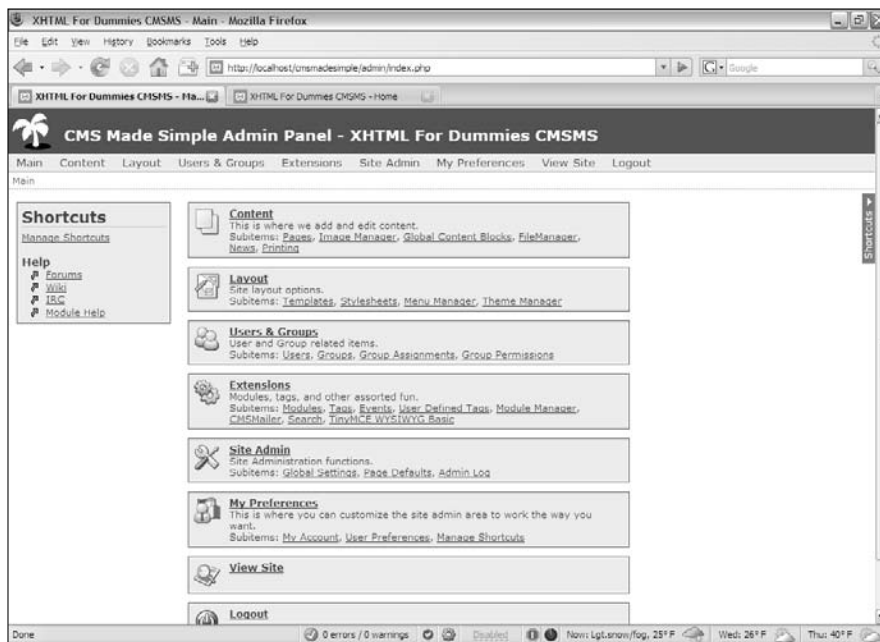 XHTML For Dummies CMSMS - Main - Mozilla Firefox
File Edit View History Bookmarks Tools Help
http://localhost/cmsmadesimple/admin/index.php
Google
XHTML For Dummies CMSMS - Ma...
XHTML For Dummies CMSMS - Home
CMS Made Simple Admin Panel - XHTML For Dummies CMSMS
Main Content Layout Users & Groups Extensions Site Admin My Preferences View Site Logout
Main
Shortcuts
Manage Shortcuts
Help
Forums
Wiki
IRC
Module Help
Content
This is where we add and edit content.
Subitems: Pages, Image Manager, Global Content Blocks, FileManager,
News, Printing
Layout
Site layout options.
Subitems: Templates, Stylesheets, Menu Manager, Theme Manager
Users & Groups
User and Group related items.
Subitems: Users, Groups, Group Assignments, Group Permissions
Extensions
Modules, tags, and other assorted fun.
Subitems: Modules, Tags, Events, User Defined Tags, Module Manager,
CMSMailer, Search, TinyMCE WYSIWYG Basic
Site Admin
Site Administration functions.
Subitems: Global Settings, Page Defaults, Admin Log
My Preferences
This is where you can customize the site admin area to work the way you
want.
Subitems: My Account, User Preferences, Manage Shortcuts
View Site
Logout
Shortcuts
Done
0 errors / 0 warnings
Disabled
Now: Lgt.snow/fog, 25° F
Wed: 26° F
Thu: 40° F